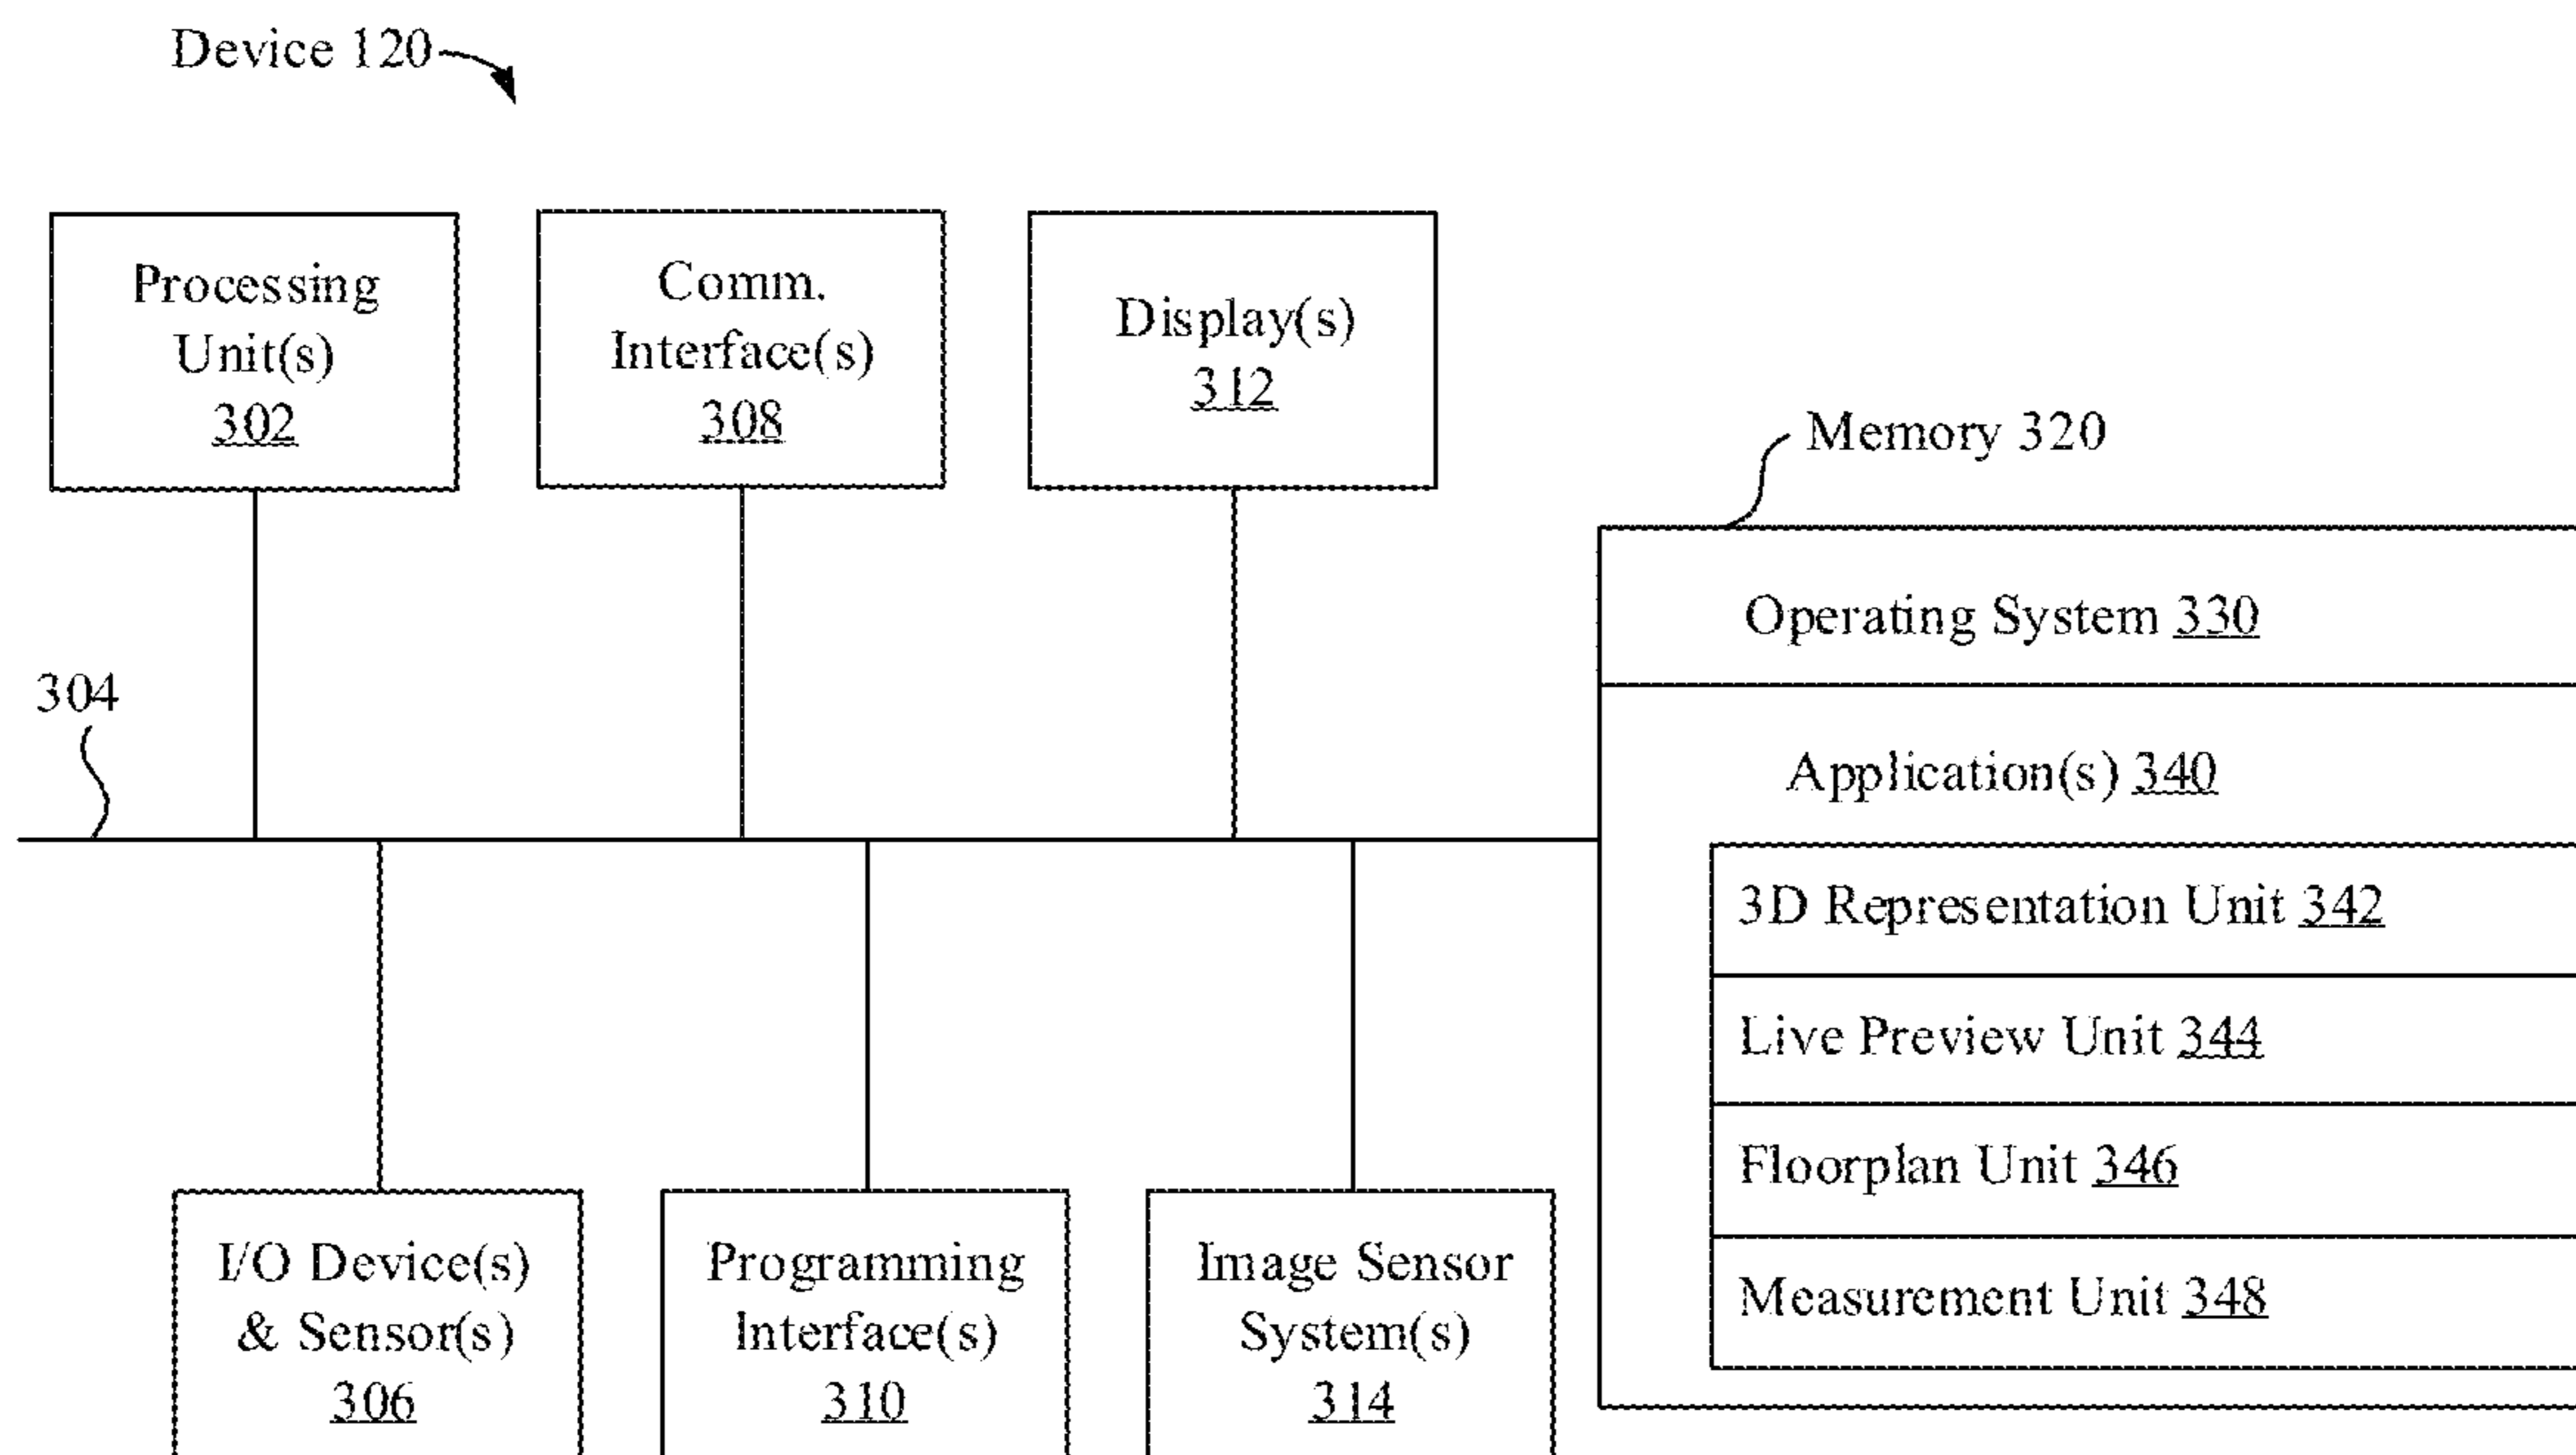 Device 120
Processing
Unit(s)
302
Comm.
Interface(s)
308
Display(s)
312
Memory 320
Operating System 330
304
Application(s) 340
3D Representation Unit 342
Live Preview Unit 344
Floorplan Unit 346
Measurement Unit 348
I/O Device(s)
& Sensor(s)
306
Programming
Interface(s)
310
Image Sensor
System(s)
314